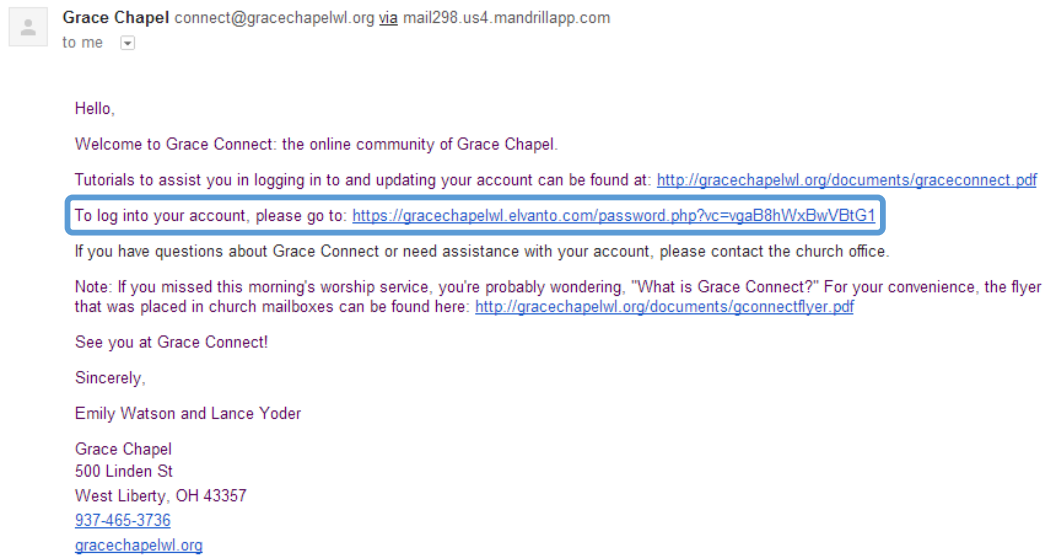 Grace Chapel connect@gracechapelwl.org via mail298.us4.mandrillapp.com
to me
Hello,
Welcome to Grace Connect: the online community of Grace Chapel.
Tutorials to assist you in logging in to and updating your account can be found at: http://gracechapelwl.org/documents/graceconnect.pdf
To log into your account, please go to: https://gracechapelwl.elvanto.com/password.php?vc=vgaB8hWxBwVBtG1
If you have questions about Grace Connect or need assistance with your account, please contact the church office.
Note: If you missed this morning's worship service, you're probably wondering, "What is Grace Connect?" For your convenience, the flyer
that was placed in church mailboxes can be found here: http://gracechapelwl.org/documents/gconnectflyer.pdf
See you at Grace Connect!
Sincerely,
Emily Watson and Lance Yoder
Grace Chapel
500 Linden St
West Liberty, OH 43357
937-465-3736
gracechapelwl.org